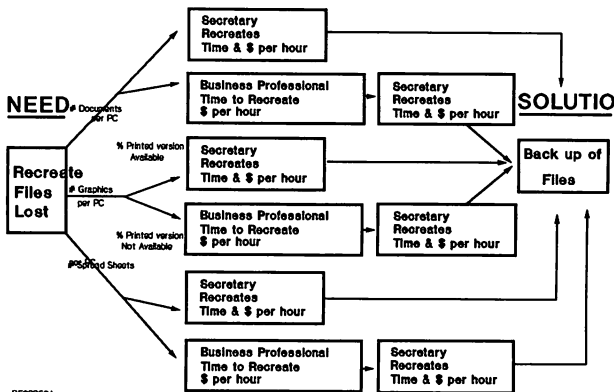 Secretary
Recreates
Time & $ per hour
NEED
# Documents
per PC
Business Professional
Time to Recreate
$ per hour
Secretary
Recreates
Time & $ per hour
SOLUTIO
% Printed version
Available
Secretary
Recreates
Time & $ per hour
Back up of
Files
Recreate
Files
Lost
# Graphics
per PC
% Printed version
Not Available
Business Professional
Time to Recreate
$ per hour
Secretary
Recreates
Time & $ per hour
per PC
# Spread Sheets
Secretary
Recreates
Time & $ per hour
Business Professional
Time to Recreate
$ per hour
Secretary
Recreates
Time & $ per hour